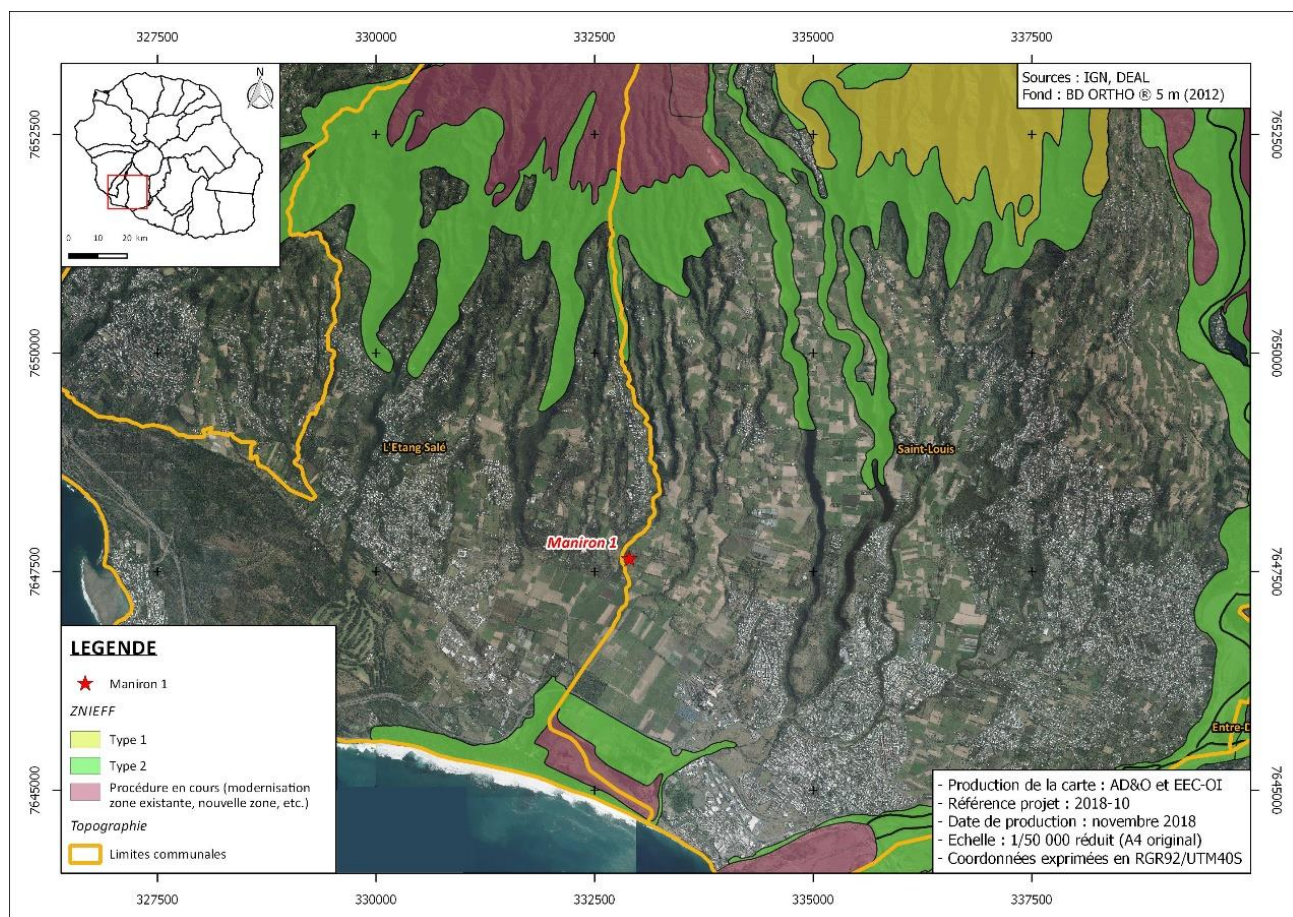 327500 330000 332500 335000 337500
N
Sources : IGN, DEAL
Fond : BD ORTHO ® 5 m (2012)
7652500 7652500
0 10 20 km
7650000 7650000
L'Etang Salé
Saint-Louis
Maniron 1
7647500 7647500
LEGENDE
Maniron 1
ZNIEFF
Type 1
Type 2
Procédure en cours (modernisation
zone existante, nouvelle zone, etc.)
Topographie
Limites communales
Entre-D
7645000 7645000
- Production de la carte : AD&O et EEC-OI
- Référence projet : 2018-10
- Date de production : novembre 2018
- Echelle : 1/50 000 réduit (A4 original)
- Coordonnées exprimées en RGR92/UTM40S
327500 330000 332500 335000 337500